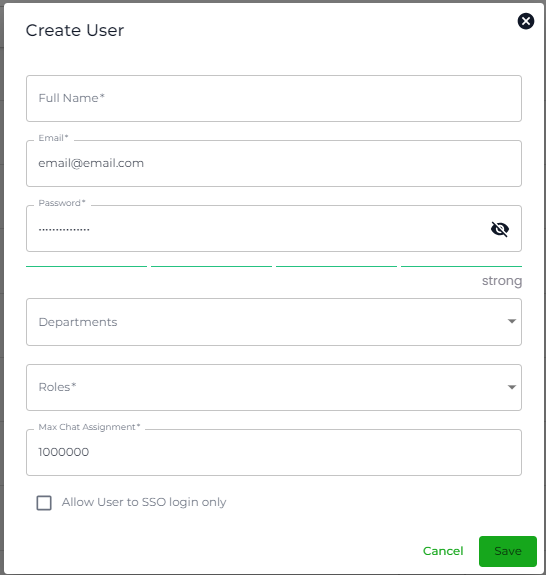 Create User
Full Name*
Email*
email@email.com
Password*
•••••••••••••••
strong
Departments
Roles*
Max Chat Assignment*
1000000
Allow User to SSO login only
Cancel
Save